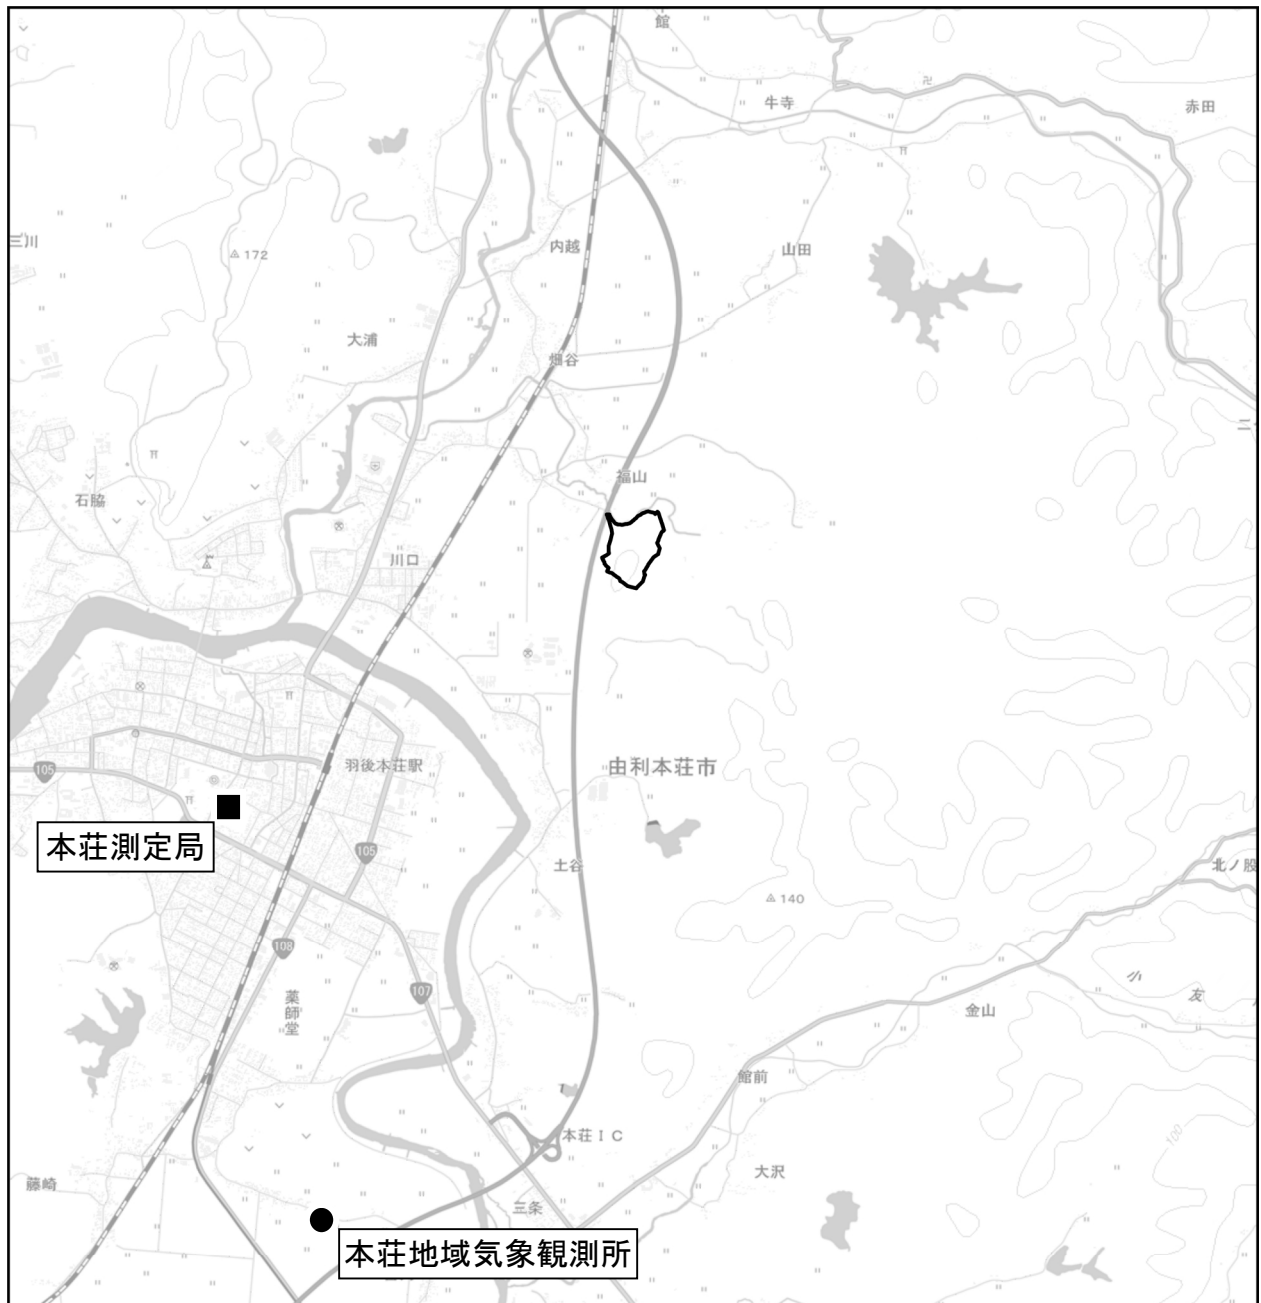 館
牛寺
赤田
三川
172
内越
山田
大浦
畑谷
福山
石脇
川口
羽後本荘駅
由利本荘市
105
本荘測定局
105
土谷
北ノ股
140
108
107
薬師堂
小友
金山
館前
本荘IC
100
大沢
藤崎
三条
本荘地域気象観測所